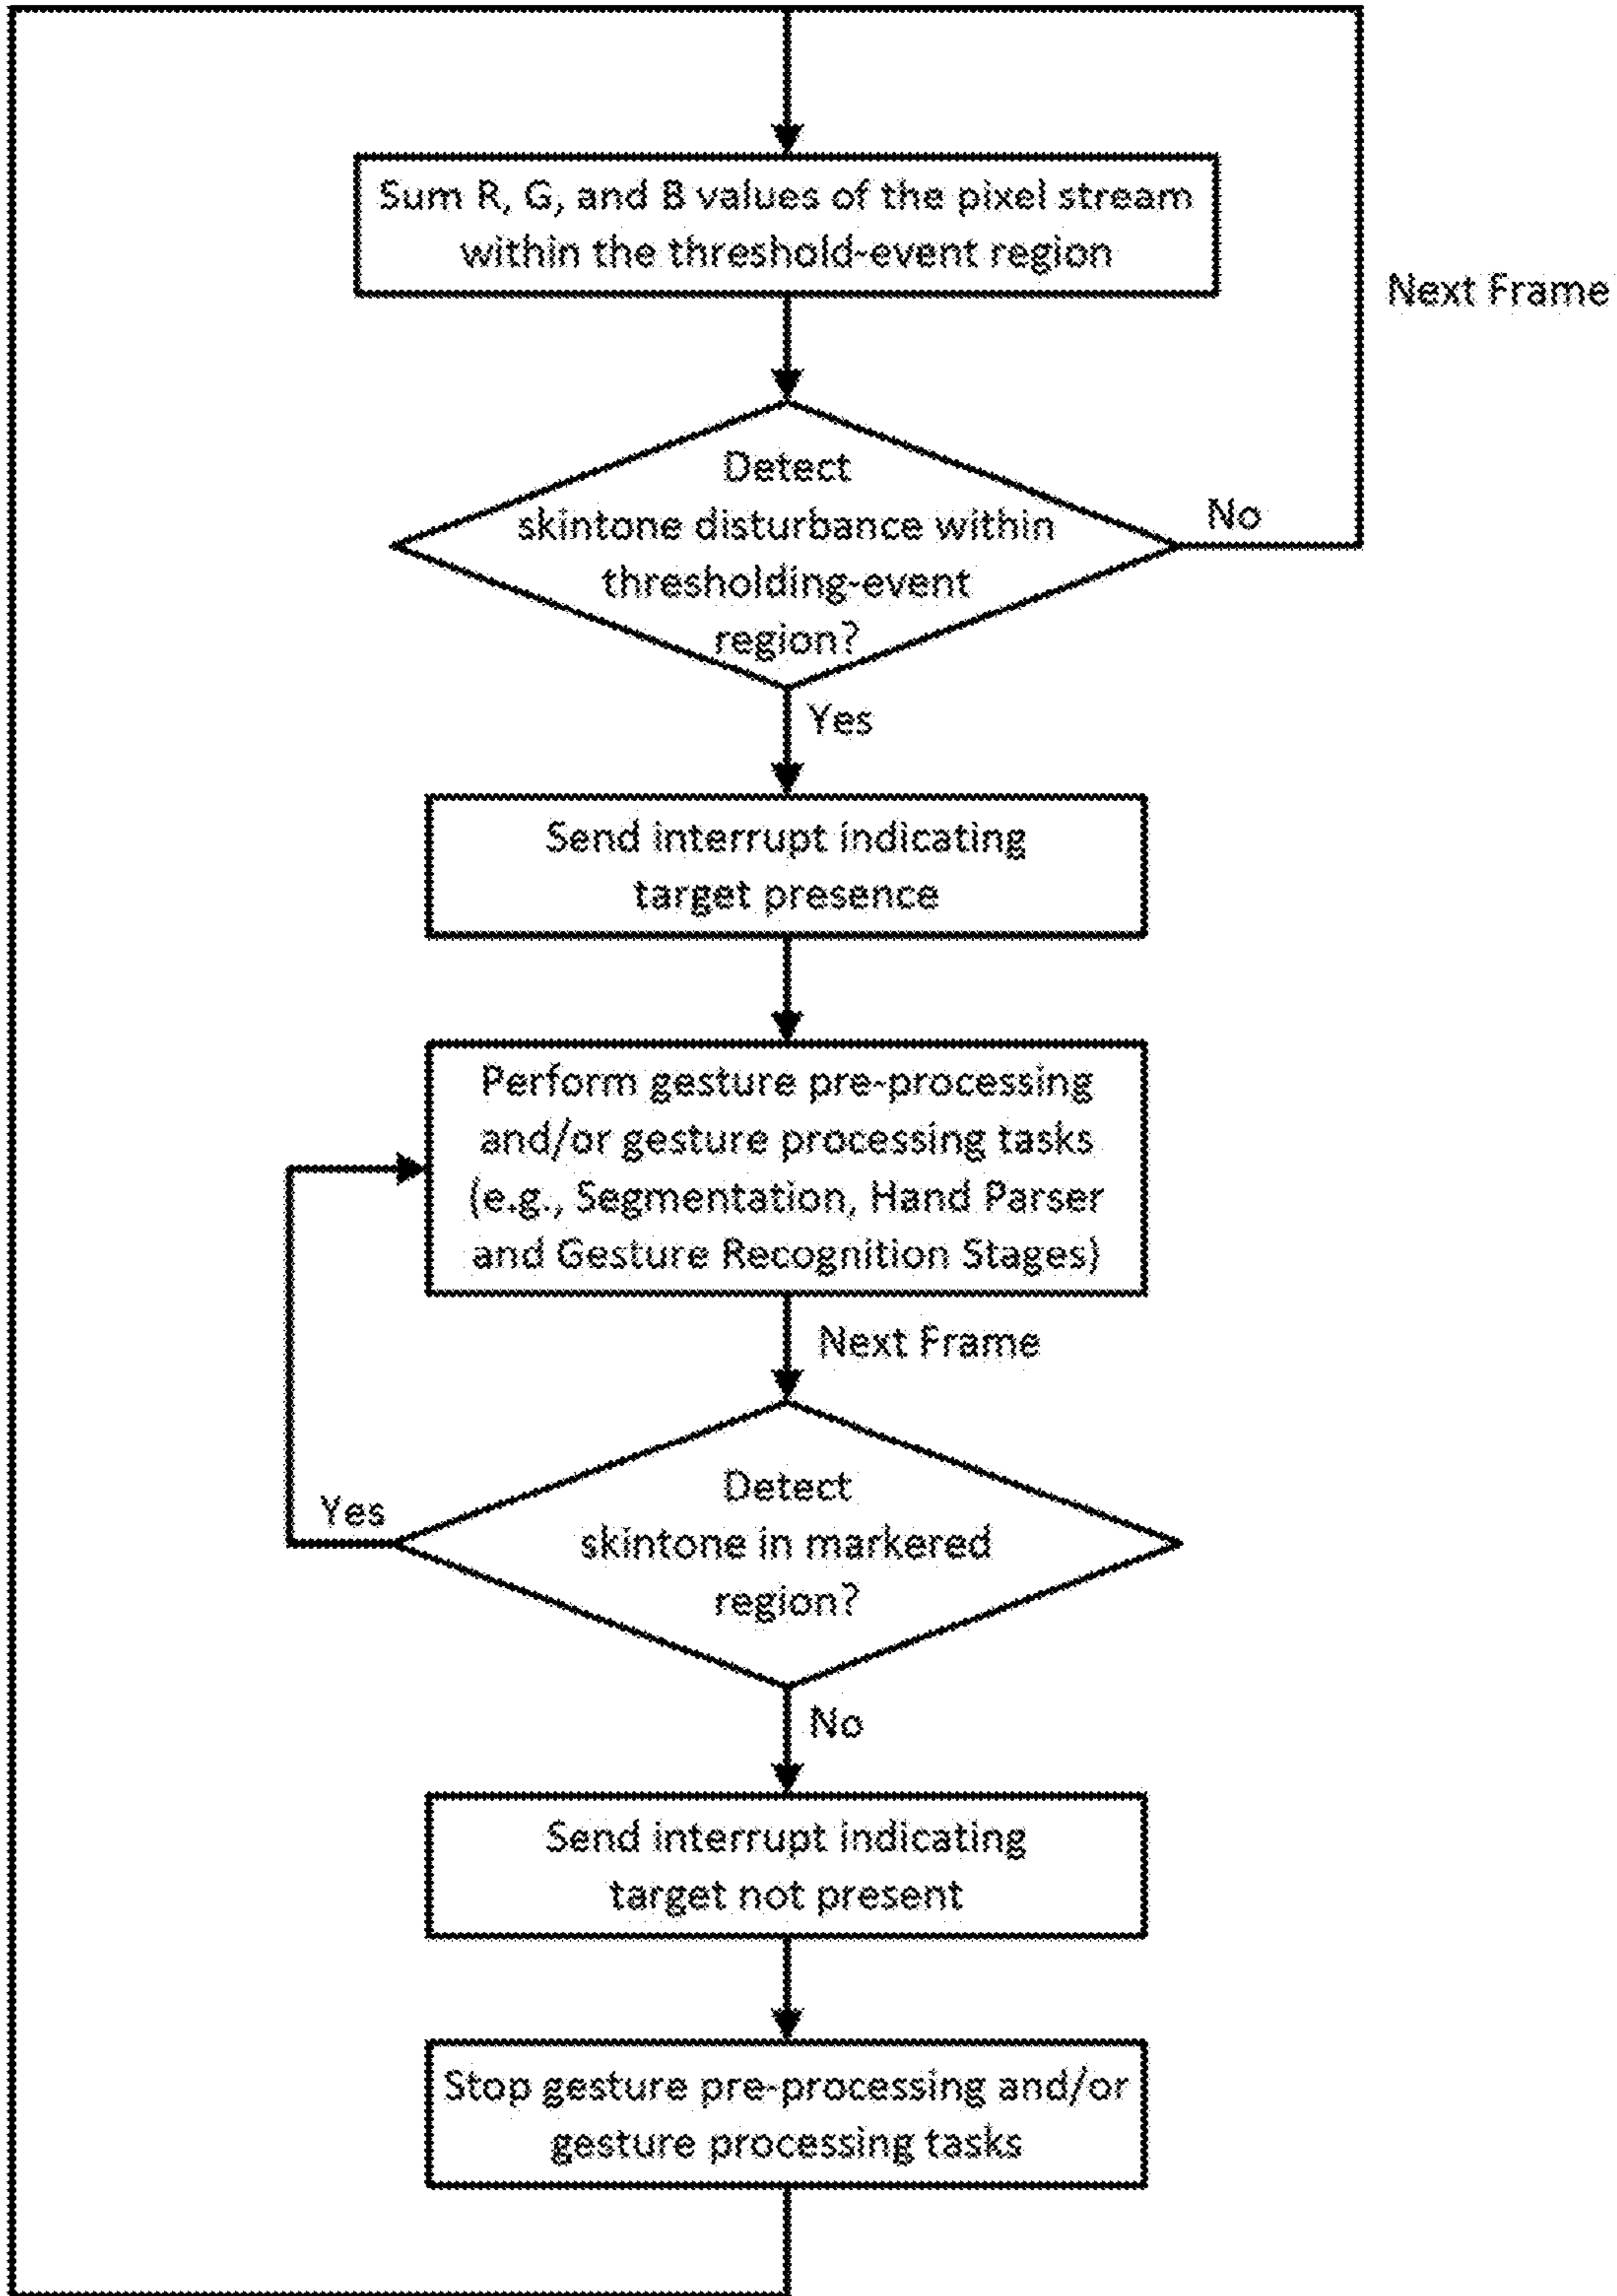 Sum R, G, and B values of the pixel stream
within the threshold-event region
Next Frame
Detect
skintone disturbance within
thresholding-event
region?
No
Yes
Send interrupt indicating
target presence
Perform gesture pre-processing
and/or gesture processing tasks
(e.g., Segmentation, Hand Parser
and Gesture Recognition Stages)
Next Frame
Detect
skintone in markered
region?
Yes
No
Send interrupt indicating
target not present
Stop gesture pre-processing and/or
gesture processing tasks